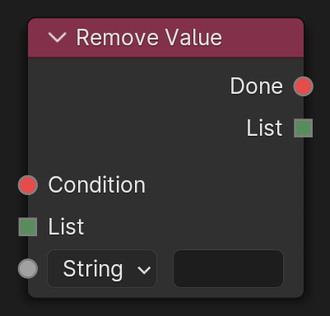 Remove Value
Done
List
Condition
List
String